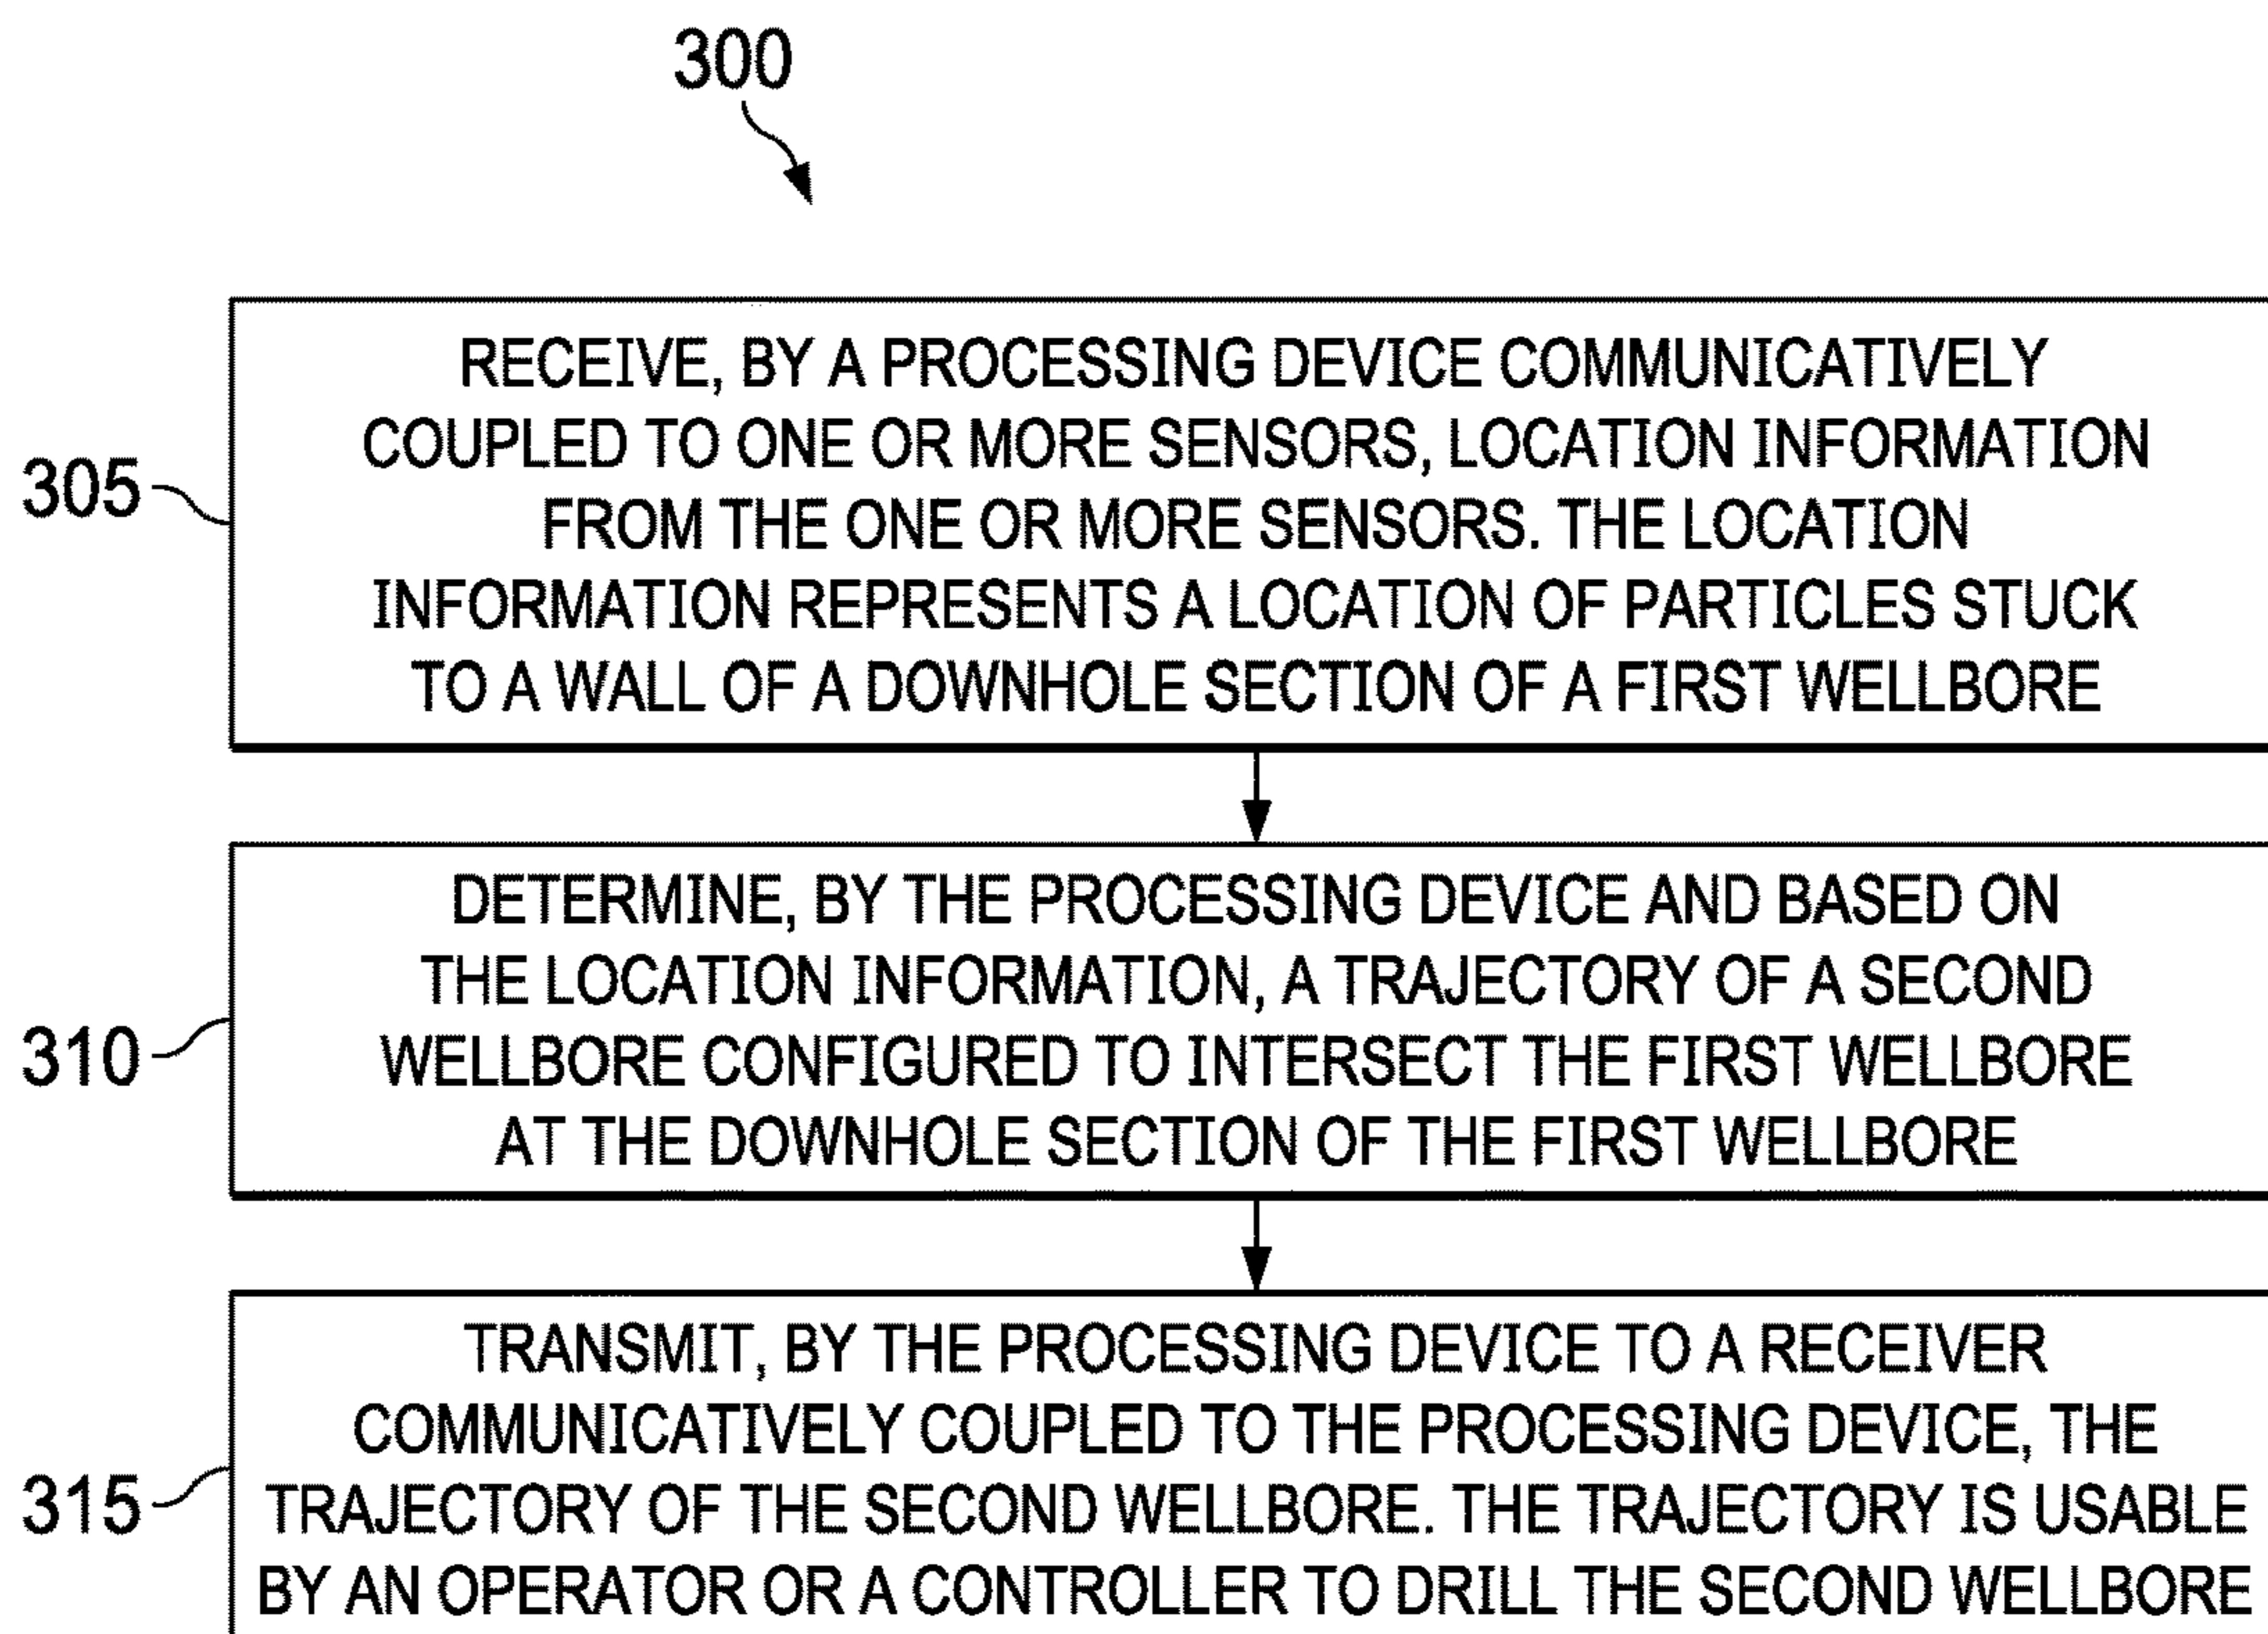 300
305
RECEIVE, BY A PROCESSING DEVICE COMMUNICATIVELY
COUPLED TO ONE OR MORE SENSORS, LOCATION INFORMATION
FROM THE ONE OR MORE SENSORS. THE LOCATION
INFORMATION REPRESENTS A LOCATION OF PARTICLES STUCK
TO A WALL OF A DOWNHOLE SECTION OF A FIRST WELLBORE
310
DETERMINE, BY THE PROCESSING DEVICE AND BASED ON
THE LOCATION INFORMATION, A TRAJECTORY OF A SECOND
WELLBORE CONFIGURED TO INTERSECT THE FIRST WELLBORE
AT THE DOWNHOLE SECTION OF THE FIRST WELLBORE
315
TRANSMIT, BY THE PROCESSING DEVICE TO A RECEIVER
COMMUNICATIVELY COUPLED TO THE PROCESSING DEVICE, THE
TRAJECTORY OF THE SECOND WELLBORE. THE TRAJECTORY IS USABLE
BY AN OPERATOR OR A CONTROLLER TO DRILL THE SECOND WELLBORE